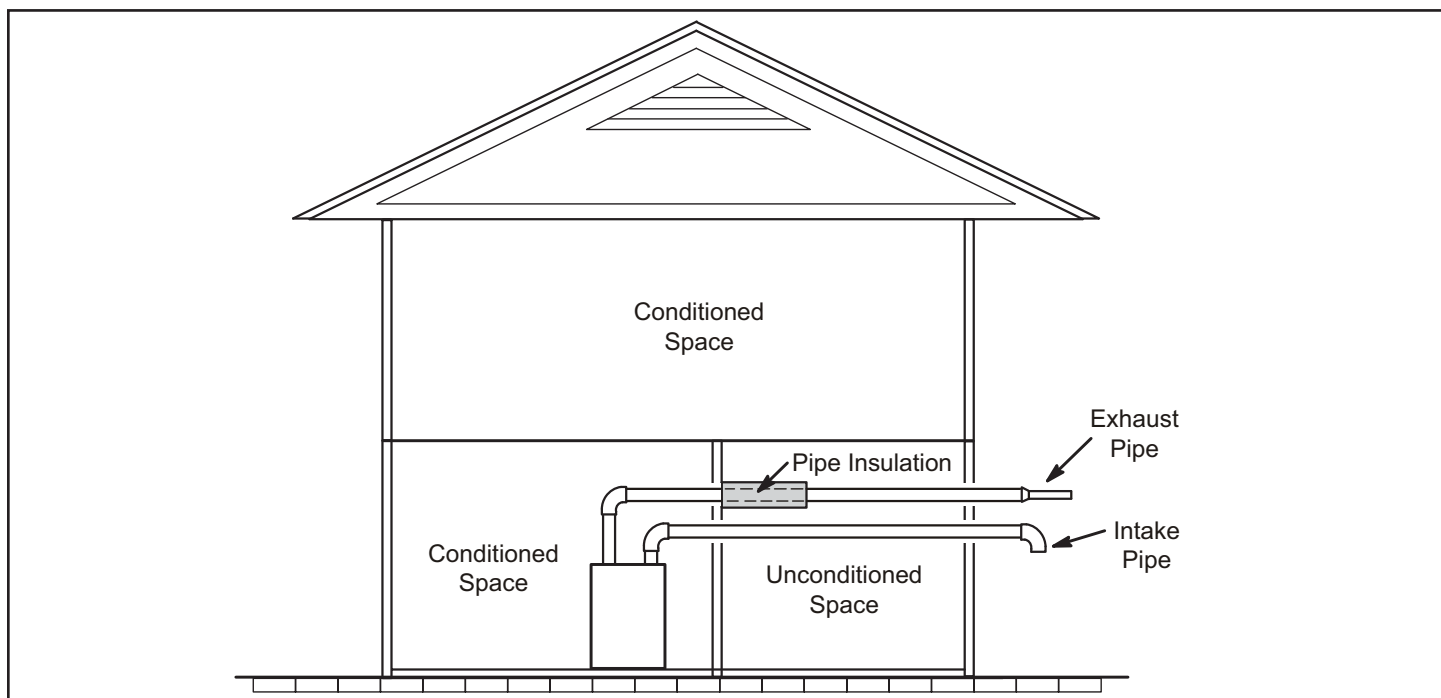 Conditioned
Space
Exhaust
Pipe
Pipe Insulation
Intake
Pipe
Conditioned
Space
Unconditioned
Space